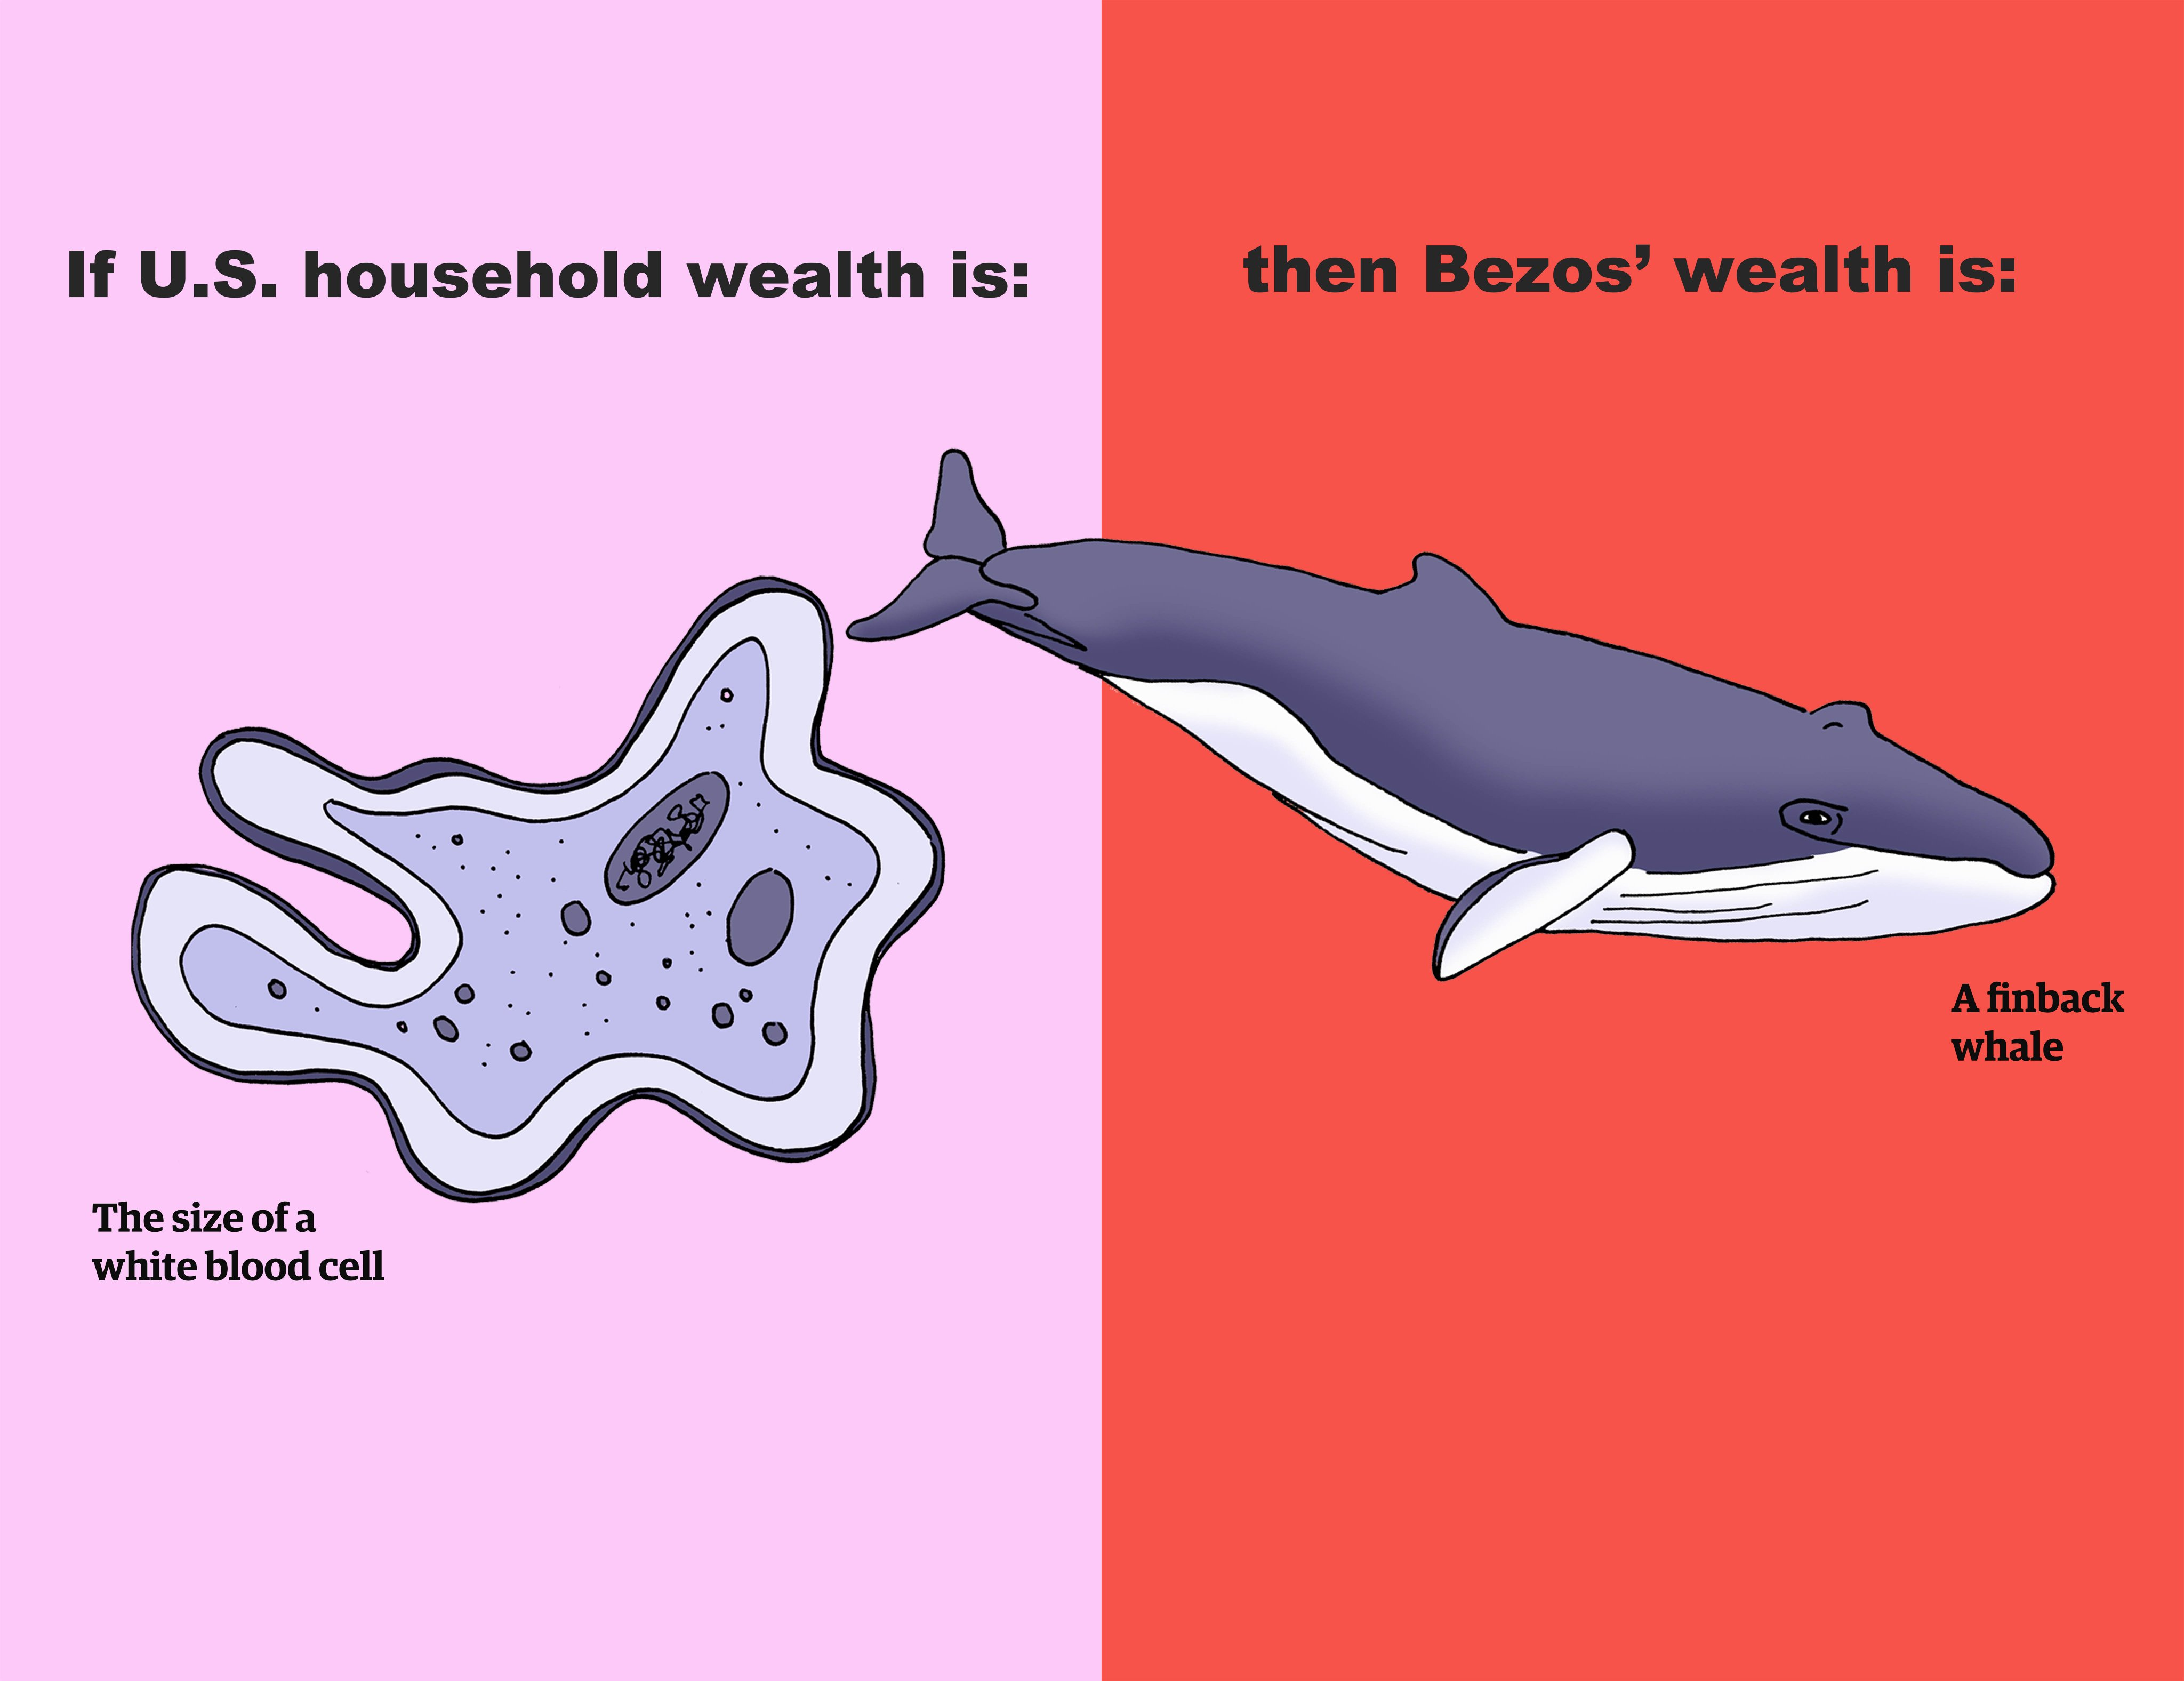 If U.S. household wealth is:
then Bezos’ wealth is:
A finback
whale
The size of a
white blood cell